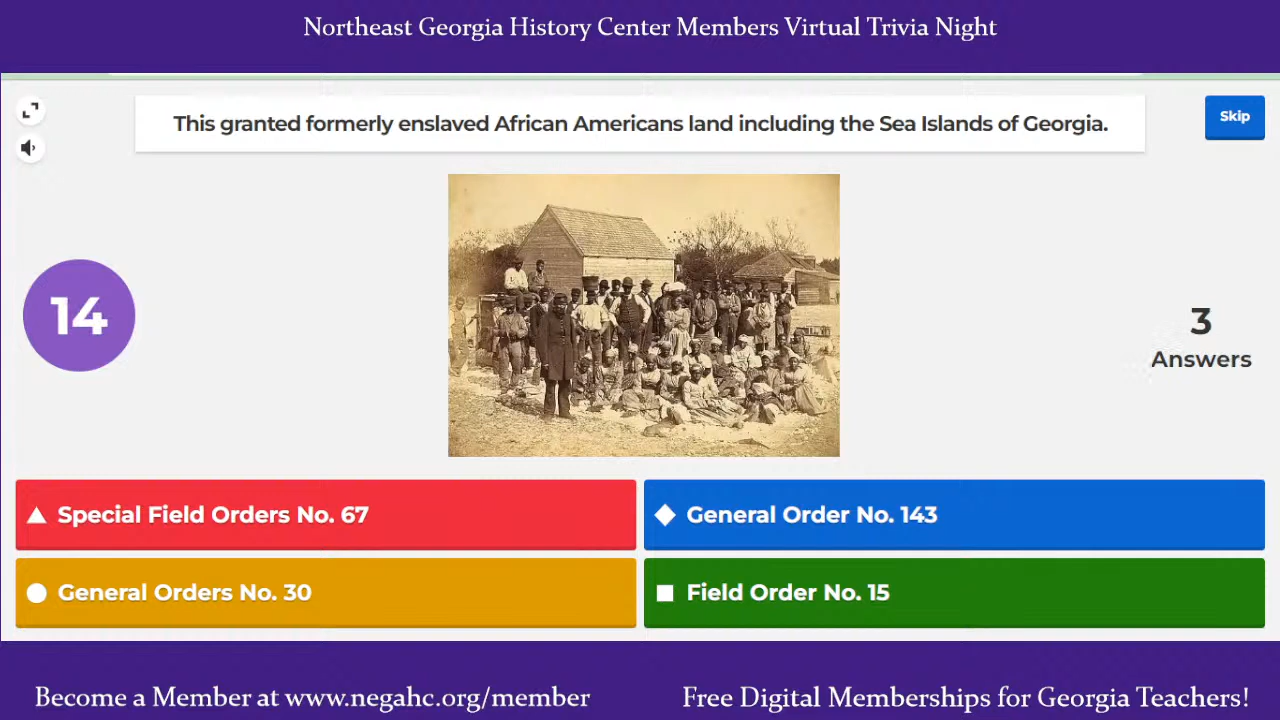 Northeast Georgia History Center Members Virtual Trivia Night
This granted formerly enslaved African Americans land including the Sea Islands of Georgia.
Skip
14
3
Answers
Special Field Orders No. 67
General Order No. 143
General Orders No. 30
Field Order No. 15
Become a Member at www.negahc.org/member
Free Digital Memberships for Georgia Teachers!